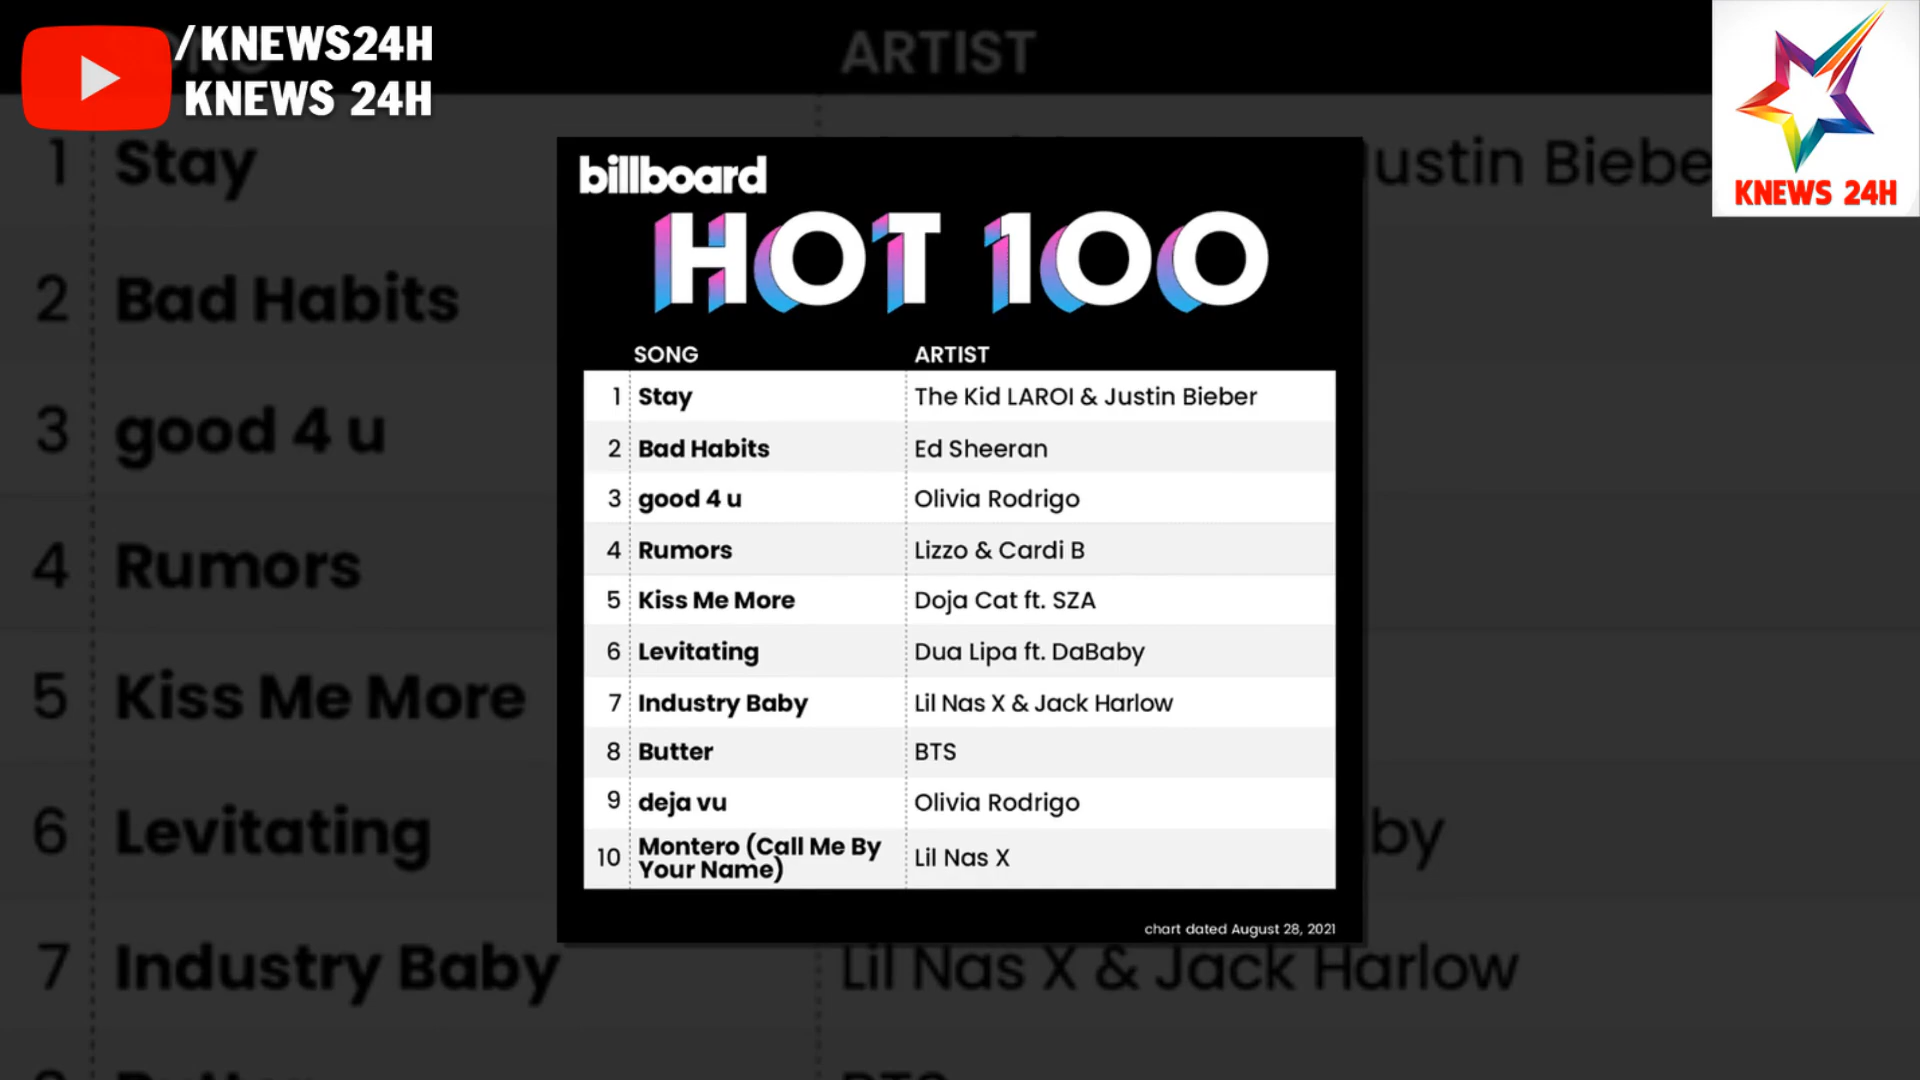 /KNEWS24H
KNEWS 24H
ARTIST
KNEWS 24H
1 Stay
Justin Biebe
2 Bad Habits
3 good 4 u
4 Rumors
5 Kiss Me More
6 Levitating
by
7 Industry Baby Lil Nas X & Jack Harlow
billboard
HOT 100
SONG ARTIST
1 Stay The Kid LAROI & Justin Bieber
2 Bad Habits Ed Sheeran
3 good 4 u Olivia Rodrigo
4 Rumors Lizzo & Cardi B
5 Kiss Me More Doja Cat ft. SZA
6 Levitating Dua Lipa ft. DaBaby
7 Industry Baby Lil Nas X & Jack Harlow
8 Butter BTS
9 deja vu Olivia Rodrigo
10 Montero (Call Me By
Your Name) Lil Nas X
chart dated August 28, 2021